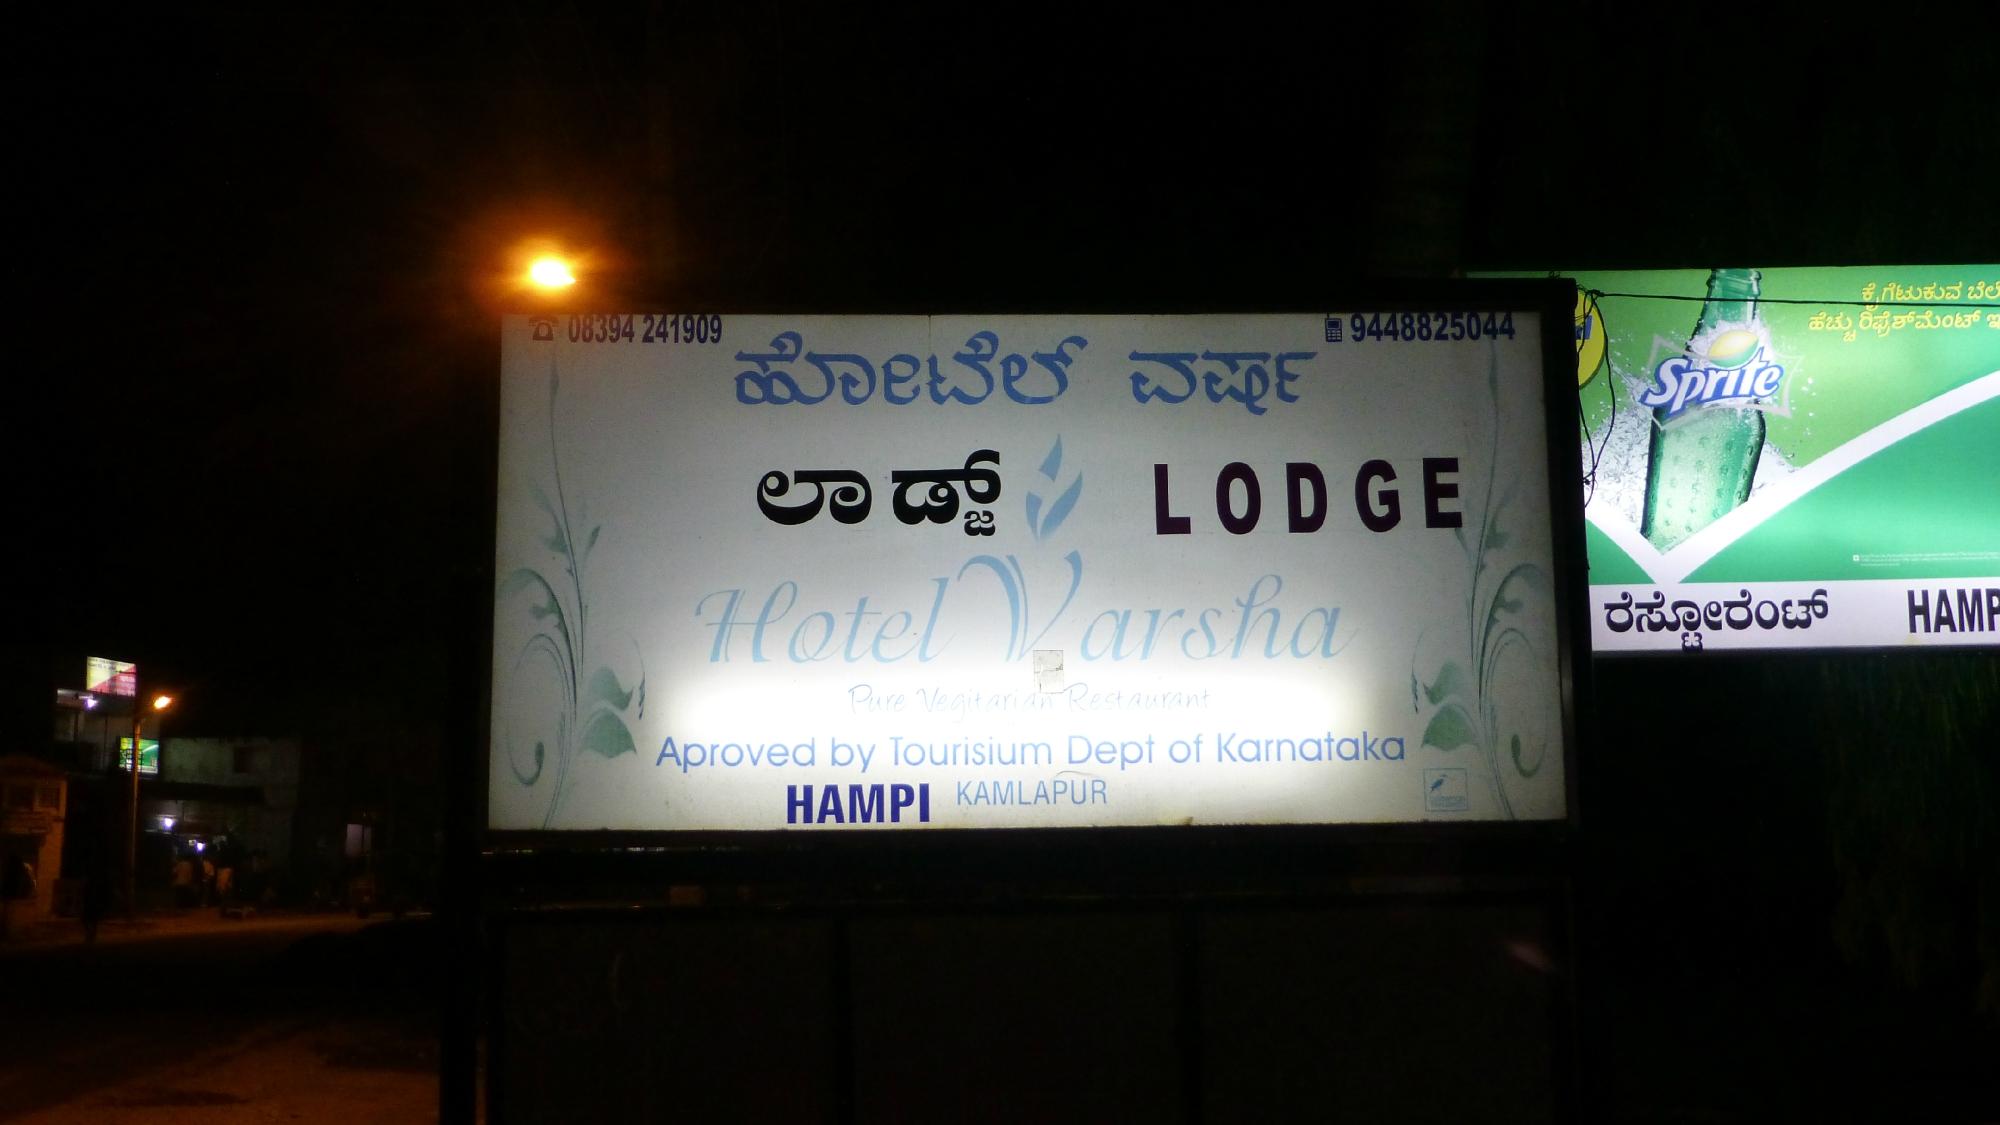 08394 241909
9448825044
ಹೋಟೆಲ್ ವರ್ಷಾ
ಲಾಡ್ಜ್ LODGE
Hotel Varsha
Pure Vegitarian Restaurant
Aproved by Tourisium Dept of Karnataka
HAMPI KAMLAPUR
ಹೆಚ್ಚು ರಿಫ್ರೆಶ್‌ಮೆಂಟ್
Sprite
ರೆಸ್ಟೋರೆಂಟ್ HAMP